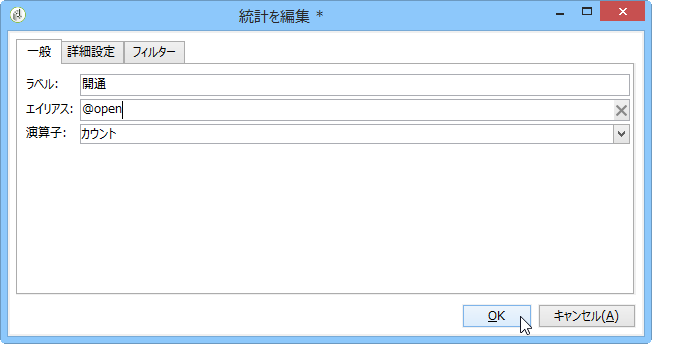 統計を編集 *
一般 詳細設定 フィルター
ラベル: 開通
エイリアス: @open
演算子: カウント
OK キャンセル(A)